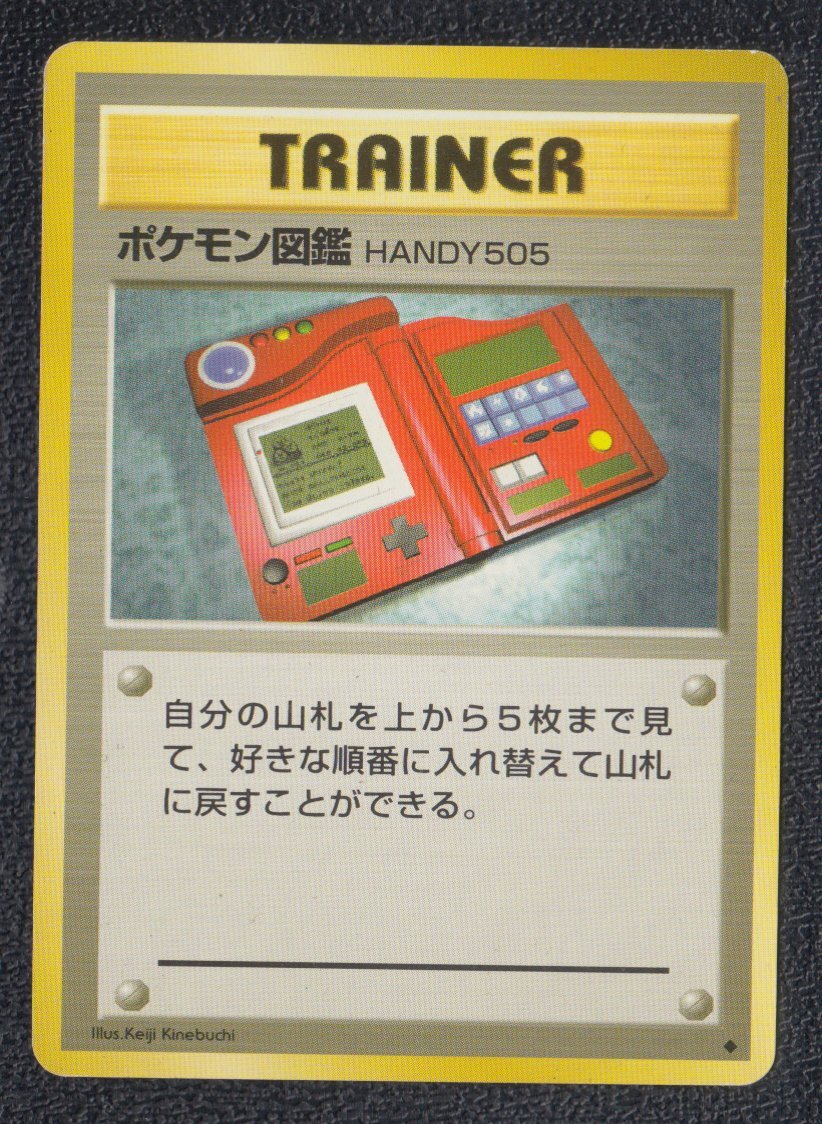 TRAINER
ポケモン図鑑 HANDY505
自分の山札を上から5枚まで見
て、好きな順番に入れ替えて山札
に戻すことができる。
Illus.Keiji Kinebuchi